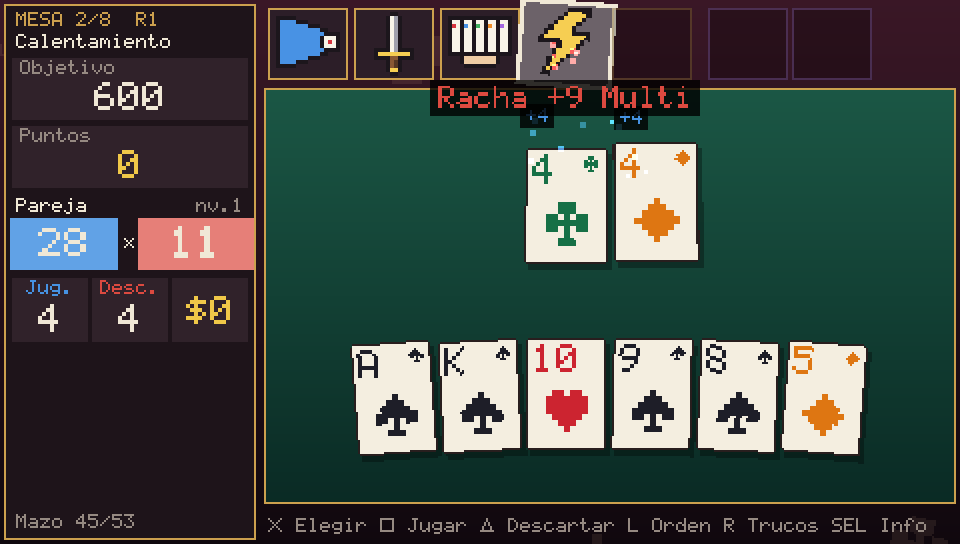 MESA 2/8 R1
Calentamiento
Objetivo
600
Puntos
0
Pareja nv.1
28 x 11
Jug. Desc.
4 4 $0
Mazo 45/53
Racha +9 Multi
+4 +4
4 4
A K 10 9 8 5
X Elegir □ Jugar △ Descartar L Orden R Trucos SEL Info